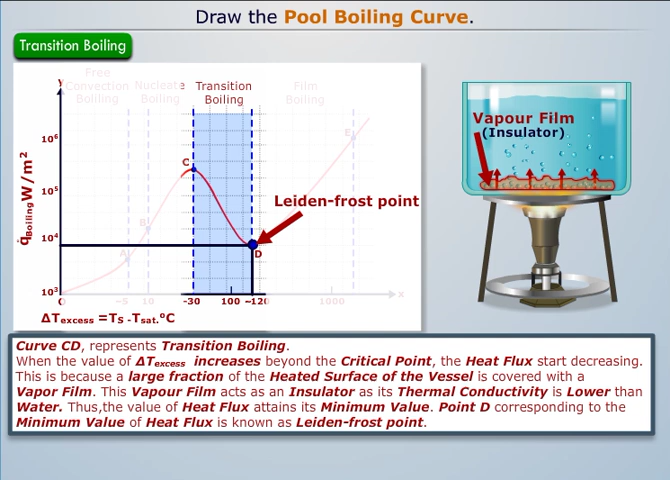 Draw the Pool Boiling Curve.
Transition Boiling
y
Free Convection Boiling
Nucleate Boiling
Transition Boiling
Film Boiling
10⁶
10⁵
10⁴
10³
q̇Boiling W/m²
A
B
C
D
E
Leiden-frost point
~5 10 ~30 100 ~120 1000 x
ΔTexcess =TS -Tsat.ºC
Vapour Film
(Insulator)
Curve CD, represents Transition Boiling.
When the value of ΔTexcess increases beyond the Critical Point, the Heat Flux start decreasing.
This is because a large fraction of the Heated Surface of the Vessel is covered with a
Vapor Film. This Vapour Film acts as an Insulator as its Thermal Conductivity is Lower than
Water. Thus,the value of Heat Flux attains its Minimum Value. Point D corresponding to the
Minimum Value of Heat Flux is known as Leiden-frost point.